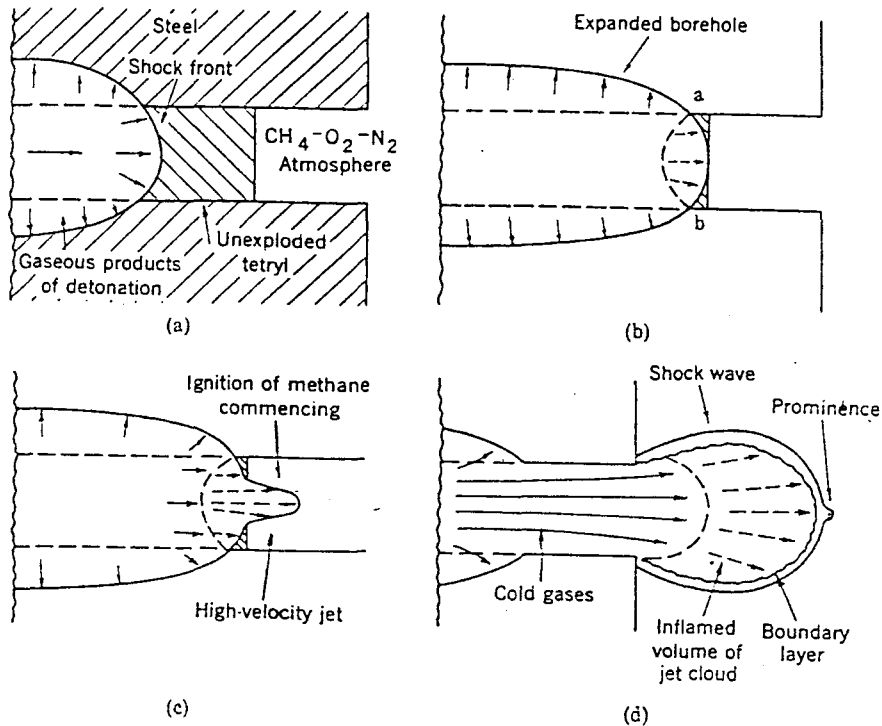 Steel
Shock front
CH₄-O₂-N₂
Atmosphere
Unexploded
tetryl
Gaseous products
of detonation
(a)
Expanded borehole
a
b
(b)
Ignition of methane
commencing
High-velocity jet
(c)
Shock wave
Prominence
Cold gases
Inflamed
volume of
jet cloud
Boundary
layer
(d)